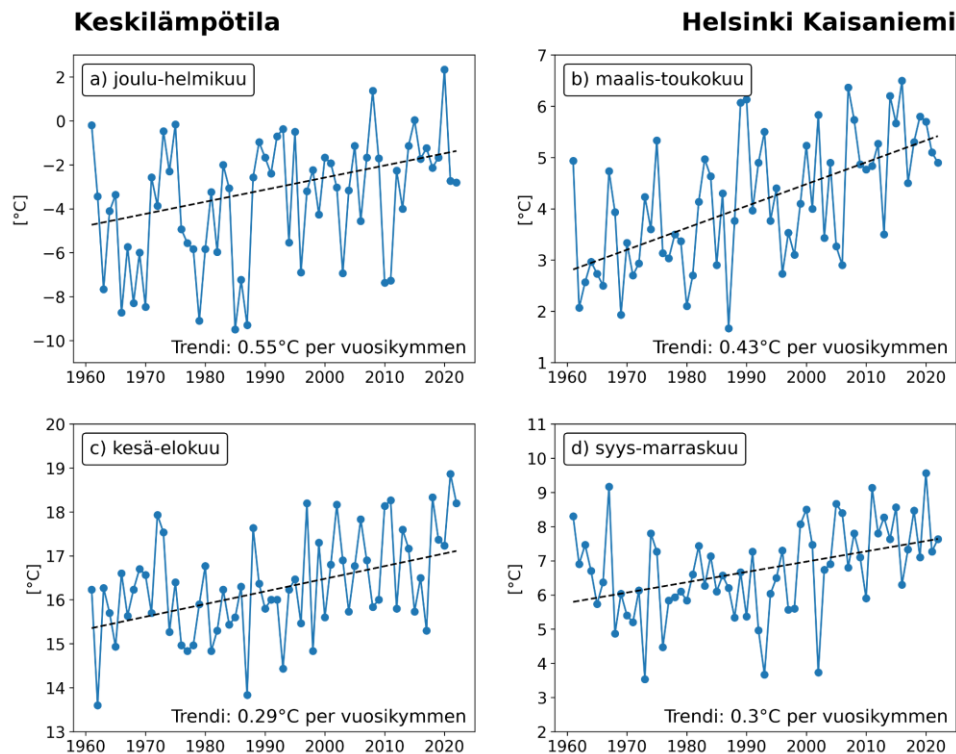 Keskilämpötila
Helsinki Kaisaniemi
a) joulu-helmikuu
[°C]
2
0
−2
−4
−6
−8
−10
Trendi: 0.55°C per vuosikymmen
1960 1970 1980 1990 2000 2010 2020
b) maalis-toukokuu
[°C]
7
6
5
4
3
2
1
Trendi: 0.43°C per vuosikymmen
1960 1970 1980 1990 2000 2010 2020
c) kesä-elokuu
[°C]
20
19
18
17
16
15
14
13
Trendi: 0.29°C per vuosikymmen
1960 1970 1980 1990 2000 2010 2020
d) syys-marraskuu
[°C]
11
10
9
8
7
6
5
4
3
2
Trendi: 0.3°C per vuosikymmen
1960 1970 1980 1990 2000 2010 2020